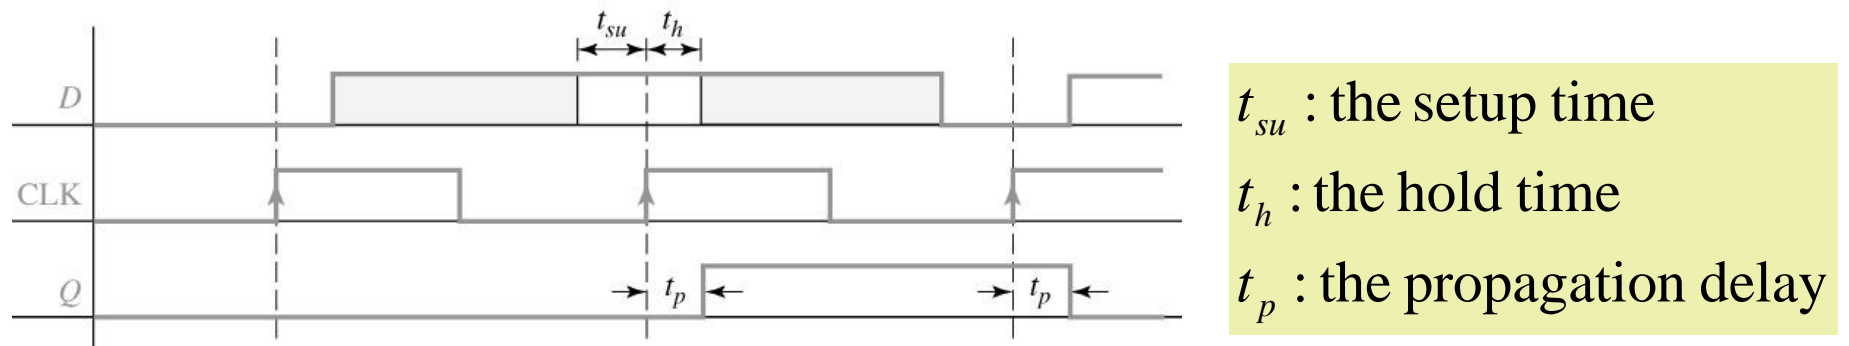 t_su t_h
D
CLK
Q
t_p t_p
t_su : the setup time
t_h : the hold time
t_p : the propagation delay